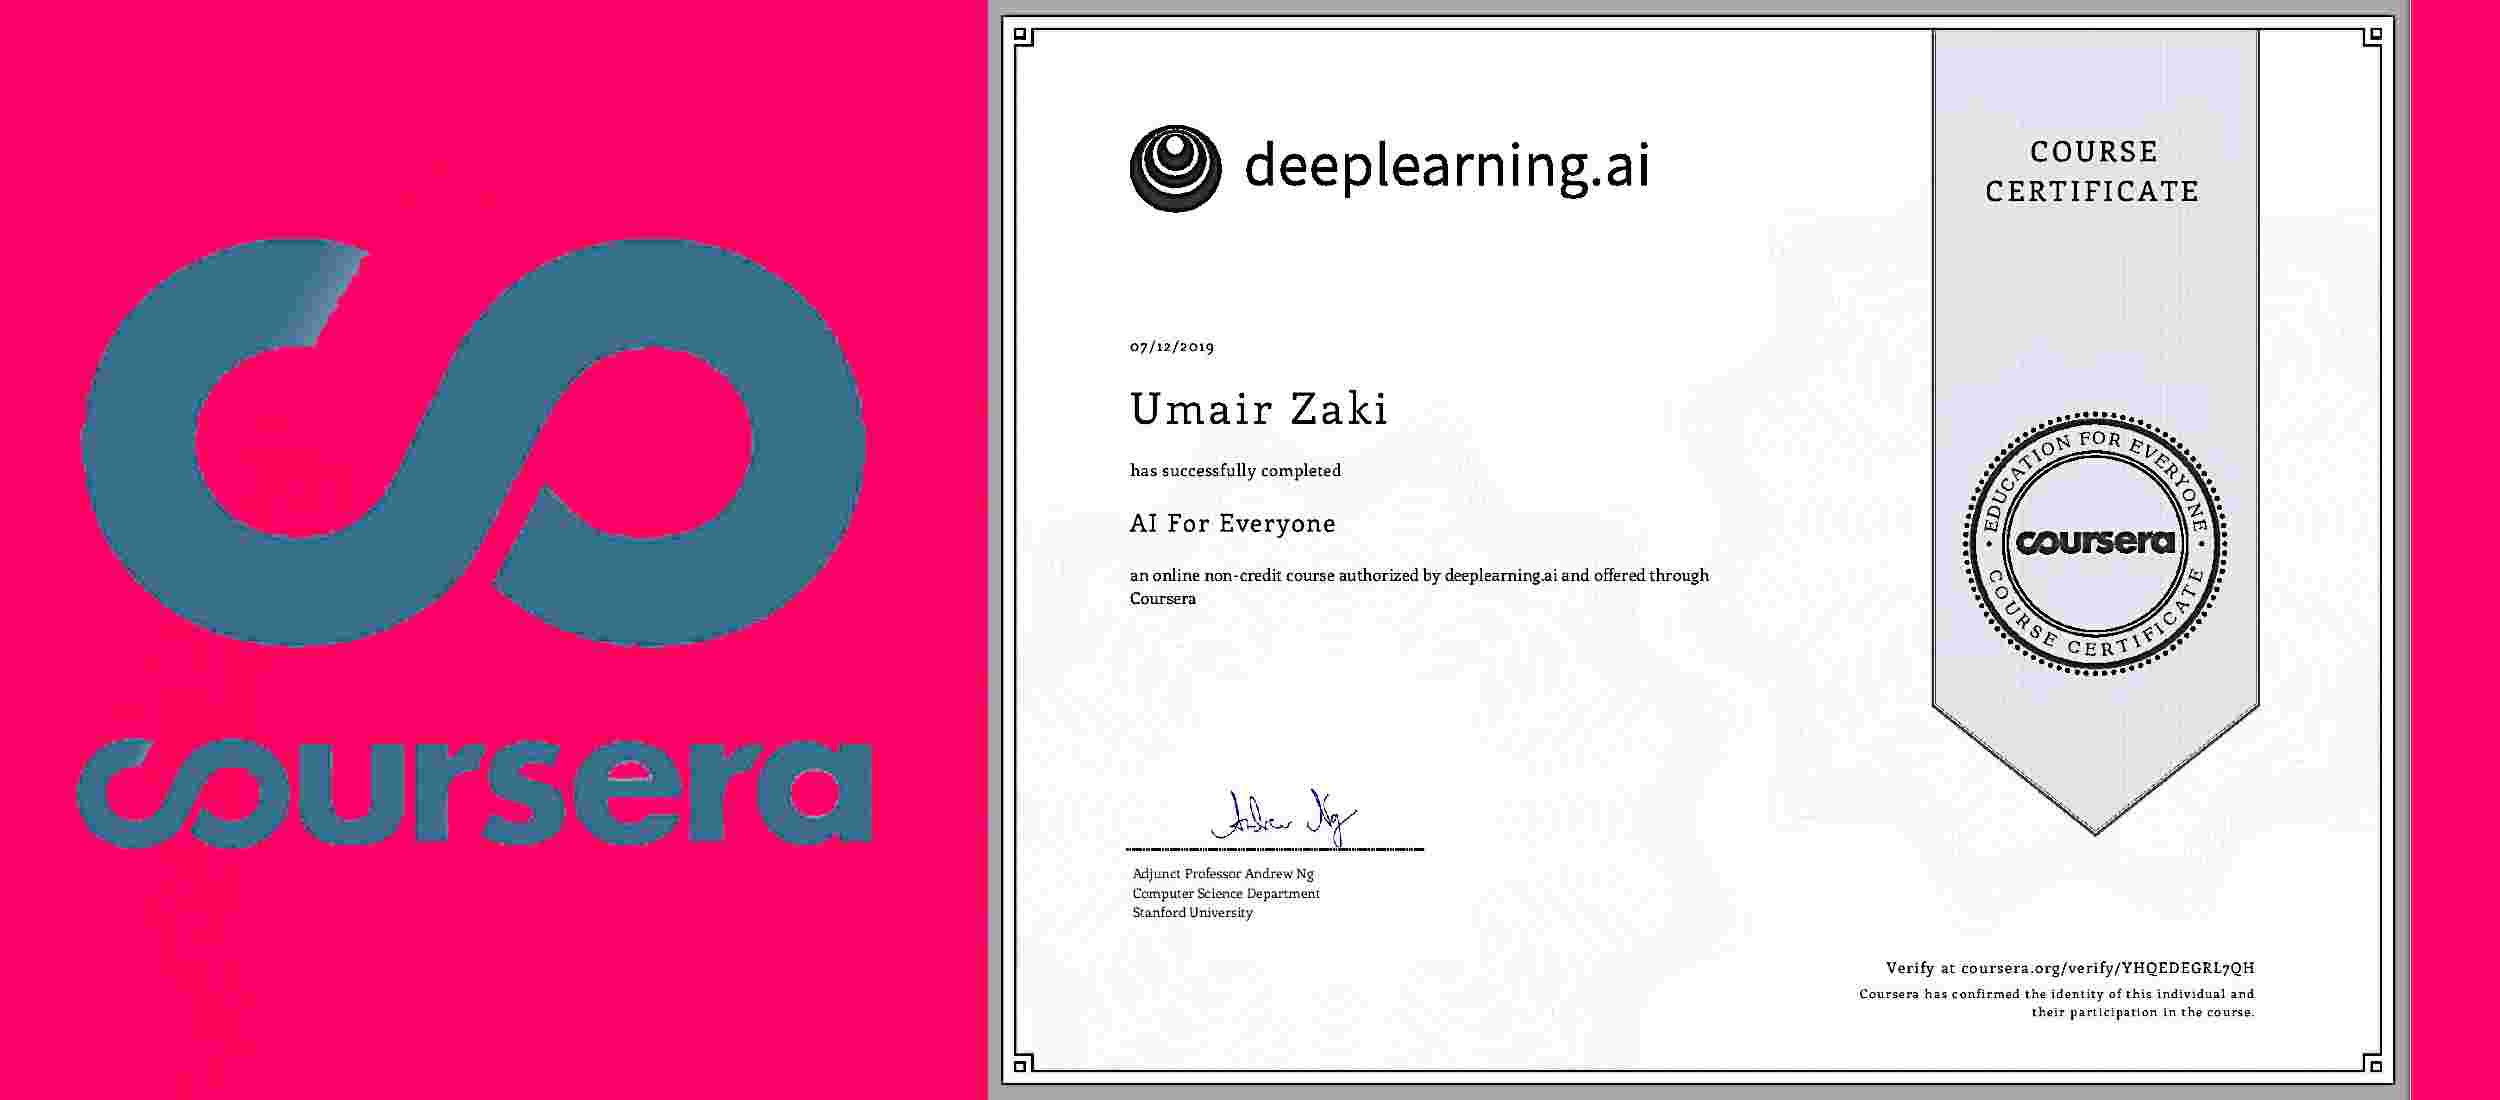 coursera
deeplearning.ai
07/12/2019
Umair Zaki
has successfully completed
AI For Everyone
an online non-credit course authorized by deeplearning.ai and offered through
Coursera
Andrew Ng
Adjunct Professor Andrew Ng
Computer Science Department
Stanford University
COURSE
CERTIFICATE
EDUCATION FOR EVERYONE
coursera
COURSE CERTIFICATE
Verify at coursera.org/verify/YHQEDEGRL7QH
Coursera has confirmed the identity of this individual and
their participation in the course.